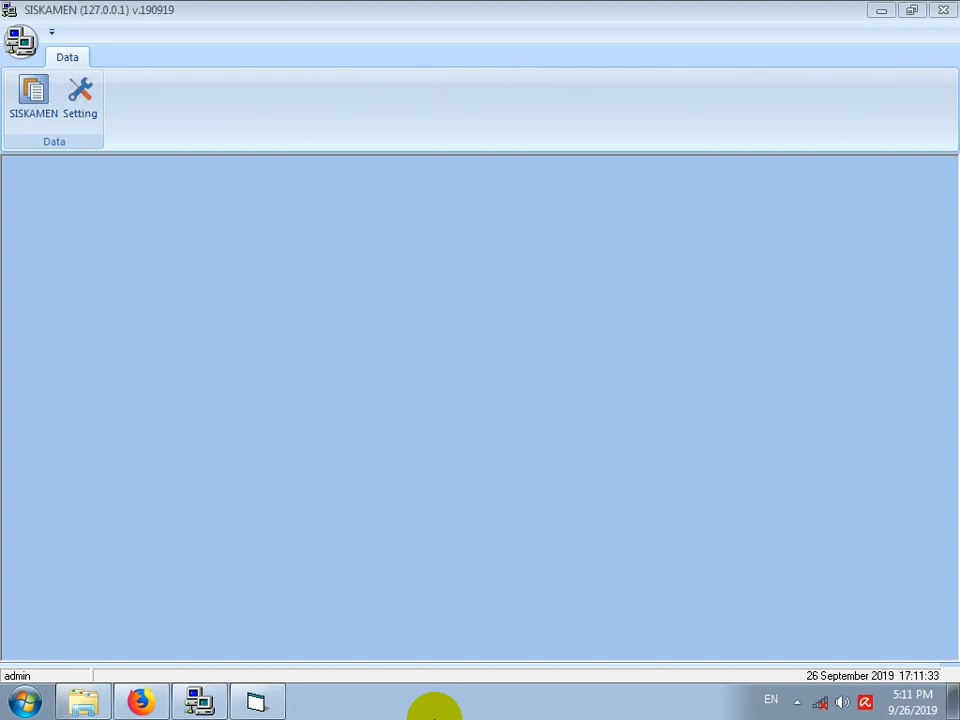 SISKAMEN (127.0.0.1) v.190919
Data
SISKAMEN Setting
Data
admin
26 September 2019 17:11:33
EN
5:11 PM
9/26/2019